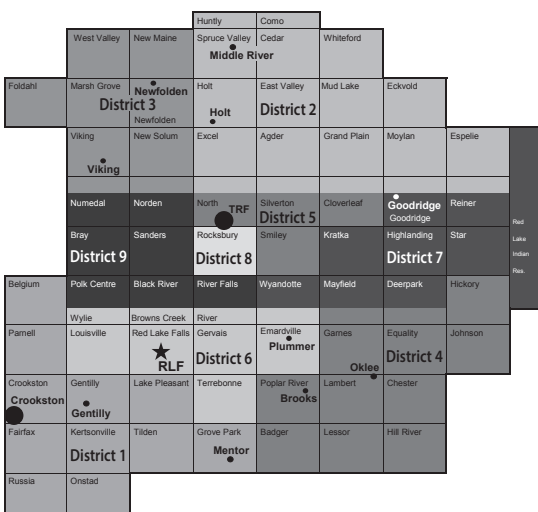 Huntly Como
West Valley New Maine Spruce Valley Cedar Whiteford
Middle River
Foldahl Marsh Grove Newfolden Holt East Valley Mud Lake Eckvold
District 3 District 2
Newfolden Holt
Viking New Solum Excel Agder Grand Plain Moylan Espelie
Viking
Numedal Norden North TRF Silverton Cloverleaf Goodridge Reiner
District 5 Goodridge
Red
Lake
Indian
Res.
Bray Sanders Rocksbury Smiley Kratka Highlanding Star
District 9 District 8 District 7
Belgium Polk Centre Black River River Falls Wyandotte Mayfield Deerpark Hickory
Wylie Browns Creek River
Parnell Louisville Red Lake Falls Gervais Emardville Garnes Equality Johnson
Plummer
RLF District 6 Oklee District 4
Crookston Gentilly Lake Pleasant Terrebonne Poplar River Lambert Chester
Crookston Brooks
Gentilly
Fairfax Kertsonville Tilden Grove Park Badger Lessor Hill River
District 1 Mentor
Russia Onstad